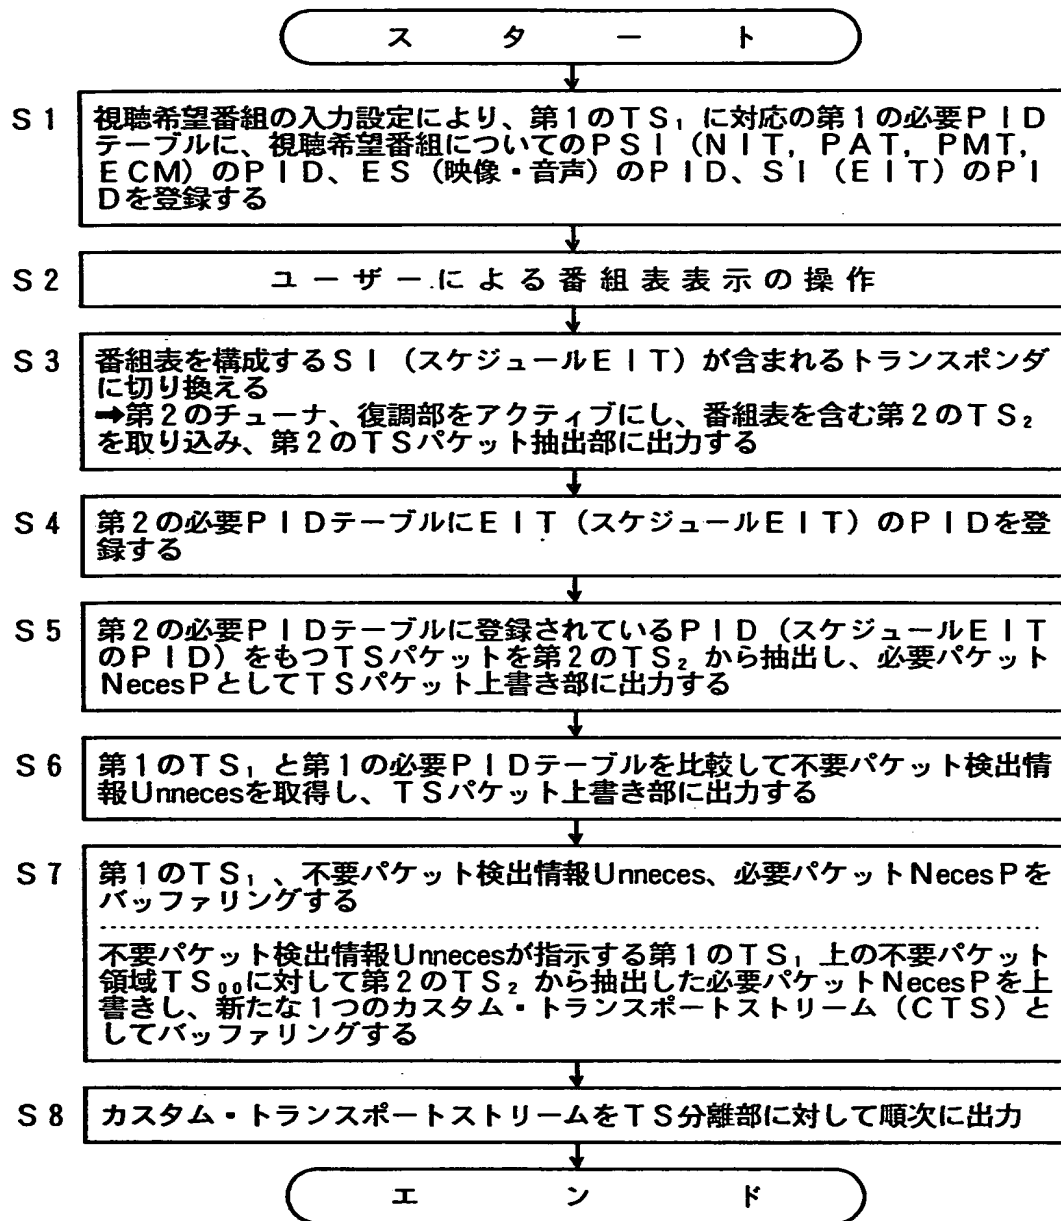 スタート
S1 視聴希望番組の入力設定により、第1のTS₁に対応の第1の必要PID
テーブルに、視聴希望番組についてのPSI(NIT, PAT, PMT,
ECM)のPID、ES(映像・音声)のPID、SI(EIT)のPI
Dを登録する
S2 ユーザーによる番組表表示の操作
S3 番組表を構成するSI(スケジュールEIT)が含まれるトランスポンダ
に切り換える
➡第2のチューナ、復調部をアクティブにし、番組表を含む第2のTS₂
を取り込み、第2のTSパケット抽出部に出力する
S4 第2の必要PIDテーブルにEIT(スケジュールEIT)のPIDを登
録する
S5 第2の必要PIDテーブルに登録されているPID(スケジュールEIT
のPID)をもつTSパケットを第2のTS₂から抽出し、必要パケット
NecesPとしてTSパケット上書き部に出力する
S6 第1のTS₁と第1の必要PIDテーブルを比較して不要パケット検出情
報Unnecesを取得し、TSパケット上書き部に出力する
S7 第1のTS₁、不要パケット検出情報Unneces、必要パケットNecesPを
バッファリングする
不要パケット検出情報Unnecesが指示する第1のTS₁上の不要パケット
領域TS₀₀に対して第2のTS₂から抽出した必要パケットNecesPを上
書きし、新たな1つのカスタム・トランスポートストリーム(CTS)と
してバッファリングする
S8 カスタム・トランスポートストリームをTS分離部に対して順次に出力
エンド